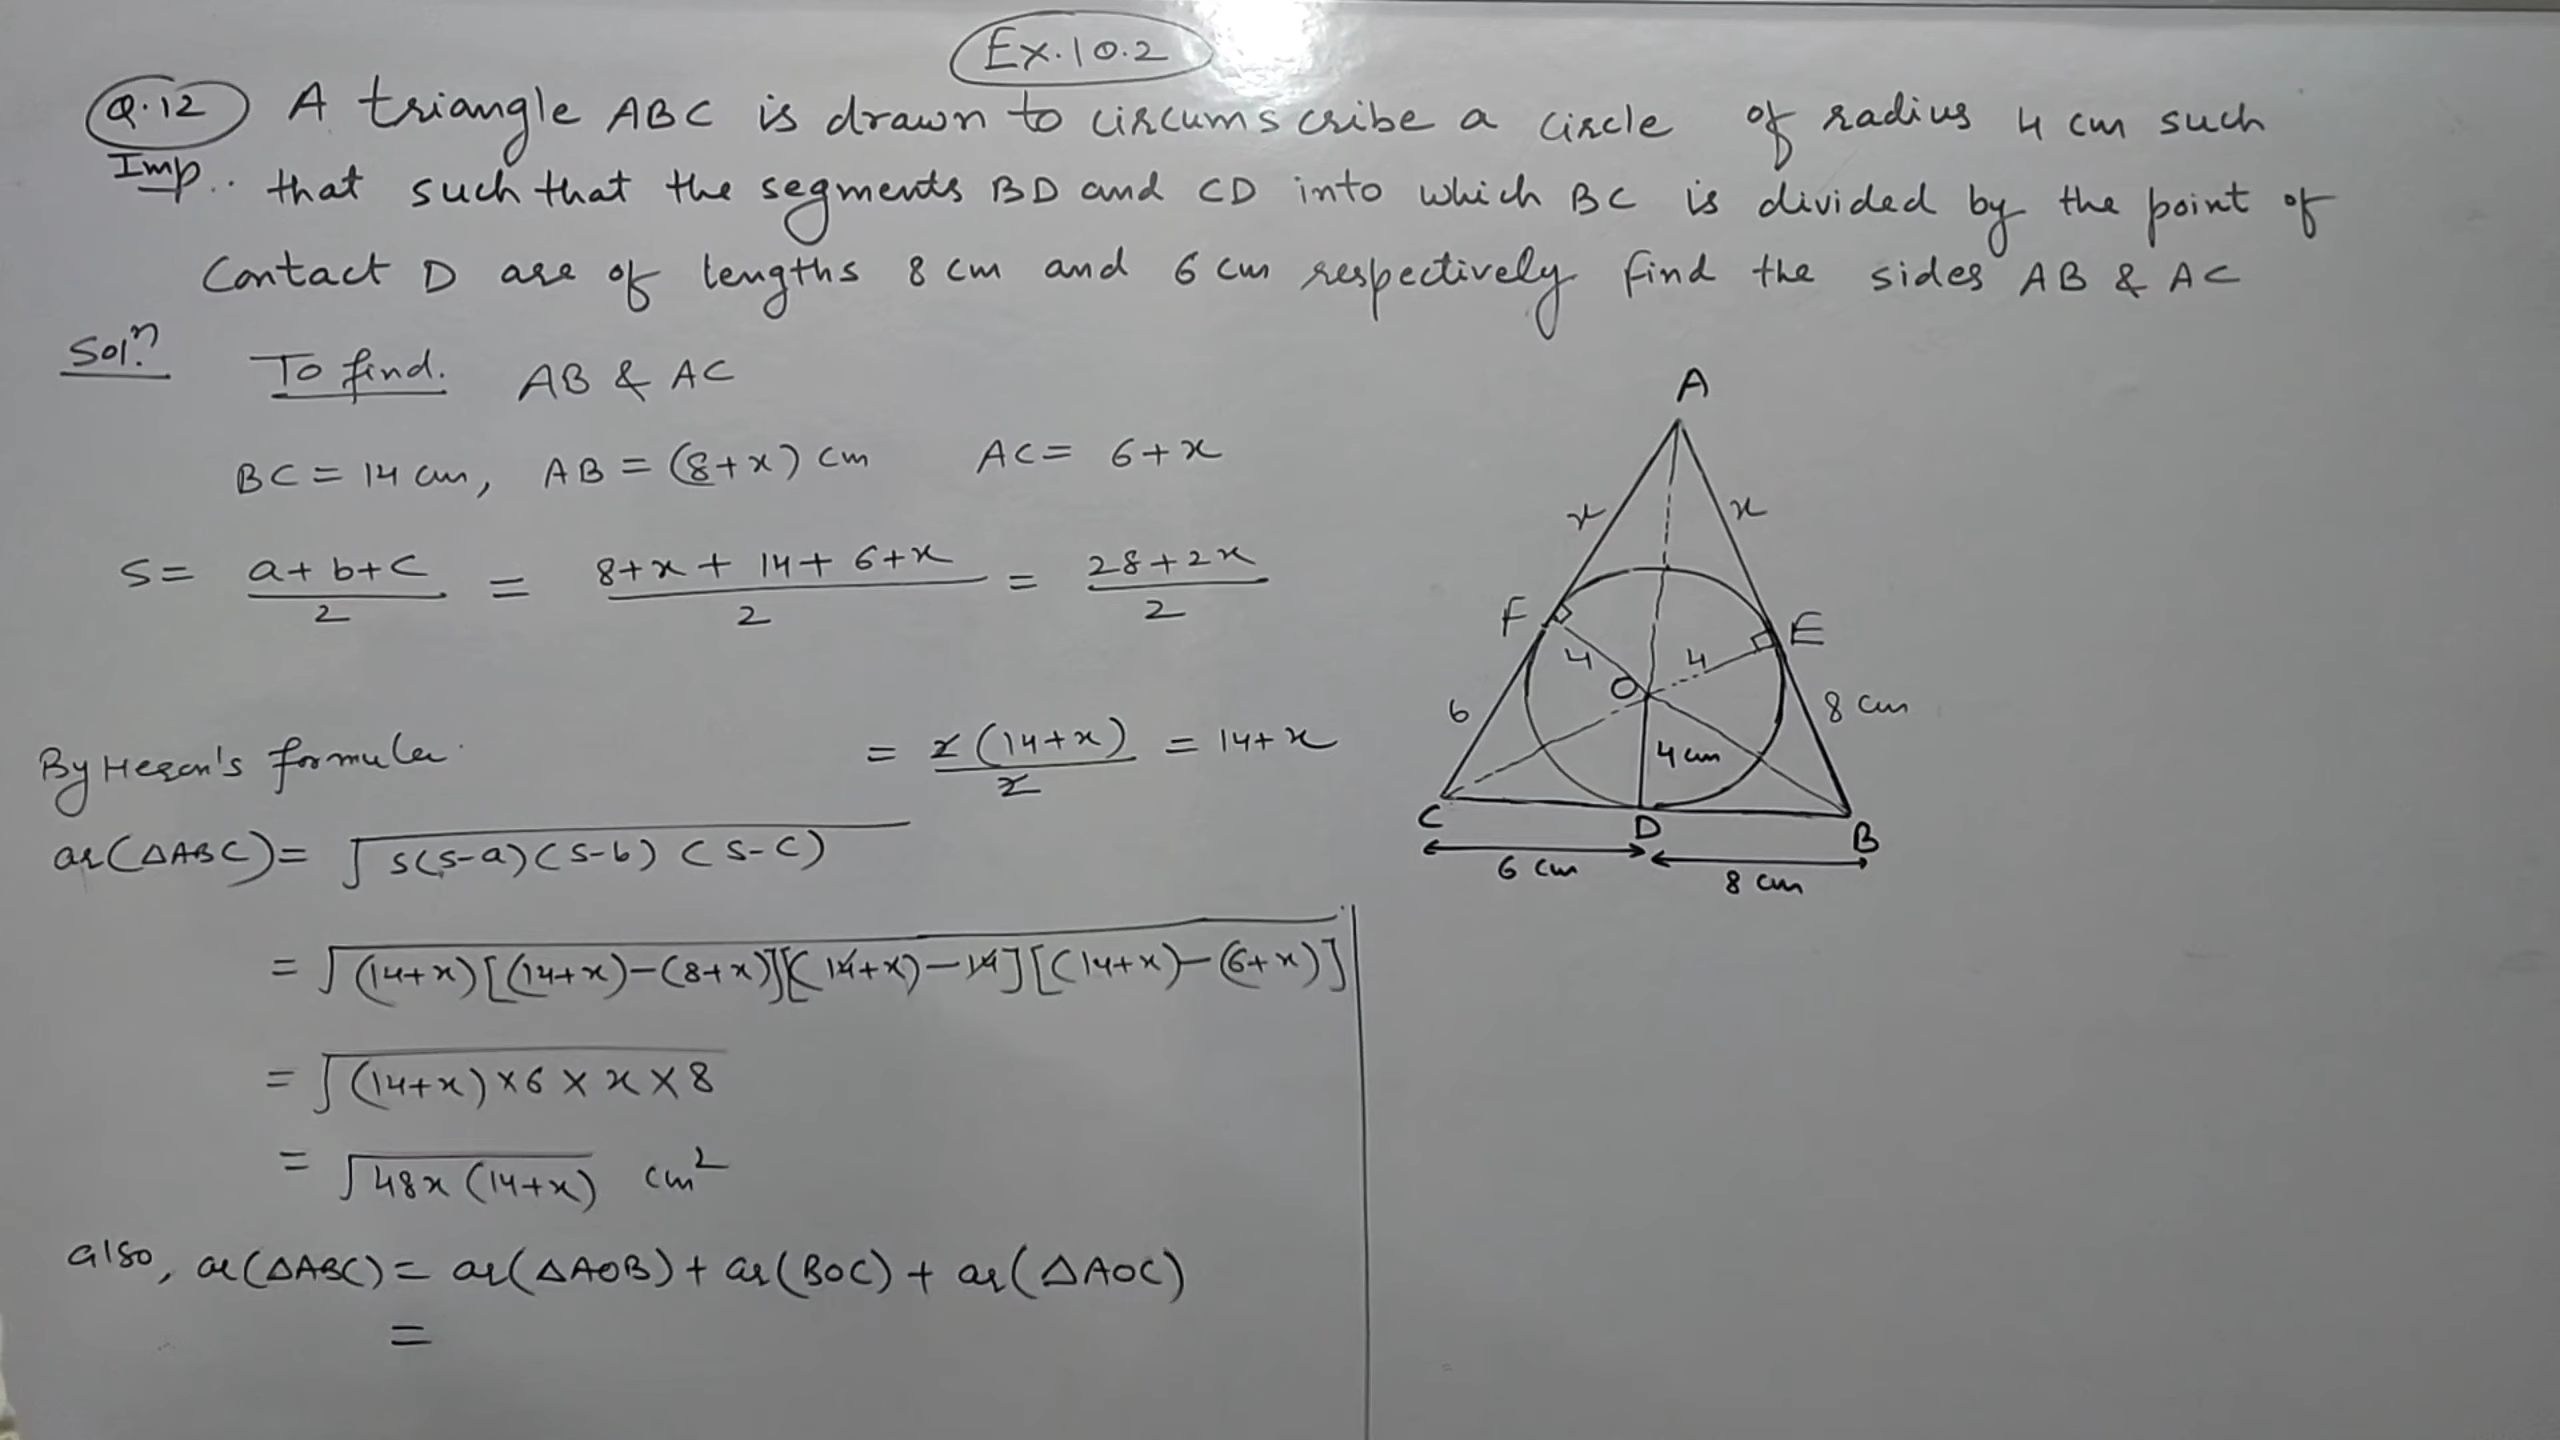 Ex.10.2
Q.12 A triangle ABC is drawn to circumscribe a circle of radius 4 cm such
Imp.. that such that the segments BD and CD into which BC is divided by the point of
Contact D are of lengths 8 cm and 6 cm respectively find the sides AB & AC
Solⁿ. To find. AB & AC
BC = 14 cm, AB = (8+x) cm AC = 6+x
S = a+b+c/2 = 8+x+14+6+x/2 = 28+2x/2
= 2(14+x)/2 = 14+x
By Heron's formula
ar(△ABC) = √s(s-a)(s-b)(s-c)
= √(14+x)[(14+x)-(8+x)][(14+x)-14][(14+x)-(6+x)]
= √(14+x)×6×x×8
= √48x(14+x) cm²
also, ar(△ABC) = ar(△AOB) + ar(BOC) + ar(△AOC)
=
A
x x
F E
4 4
O
6 8 cm
4 cm
C D B
6 cm 8 cm